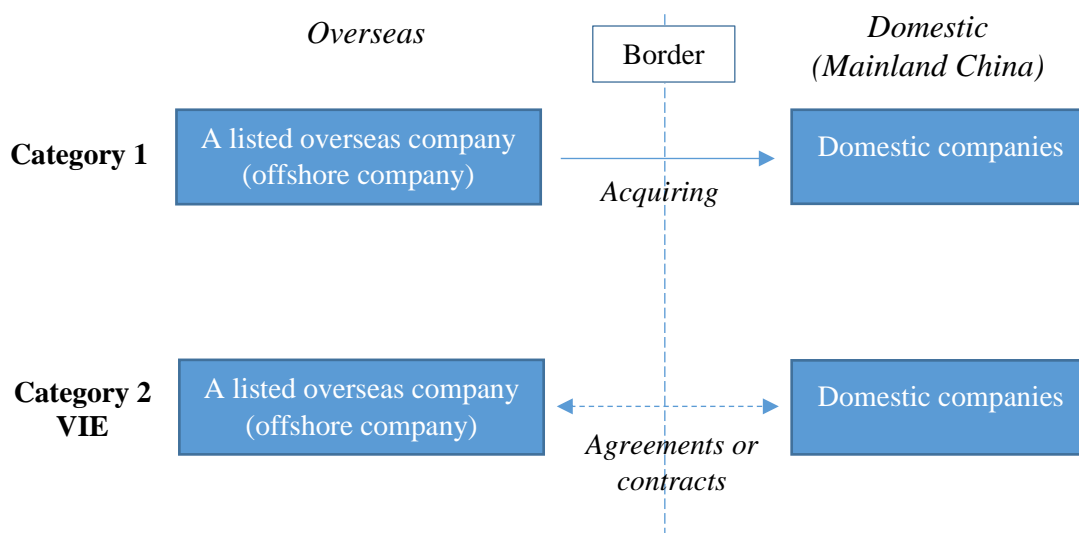 Overseas
Border
Domestic
(Mainland China)
Category 1
A listed overseas company
(offshore company)
Acquiring
Domestic companies
Category 2
VIE
A listed overseas company
(offshore company)
Agreements or
contracts
Domestic companies